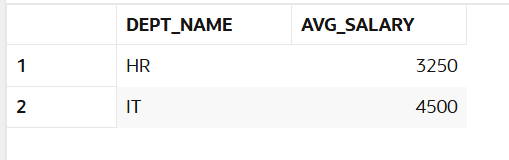 DEPT_NAME AVG_SALARY
1 HR 3250
2 IT 4500